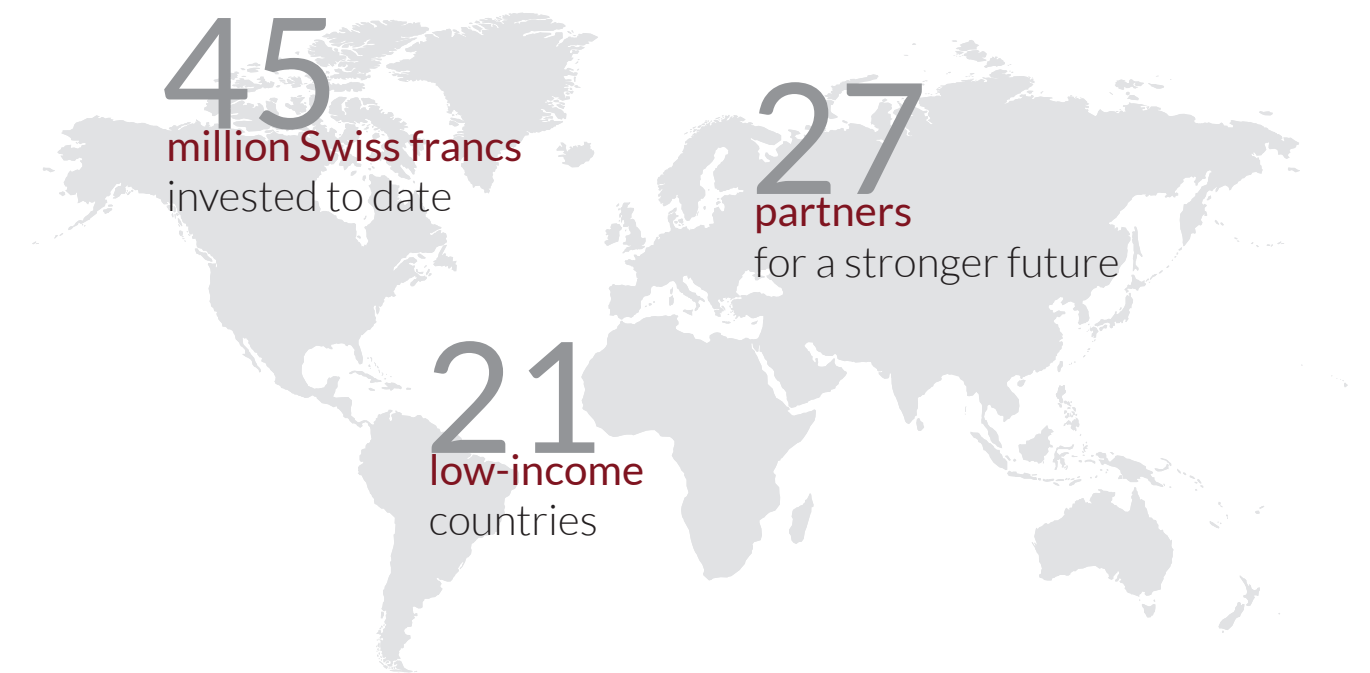 45
million Swiss francs
invested to date
27
partners
for a stronger future
21
low-income
countries